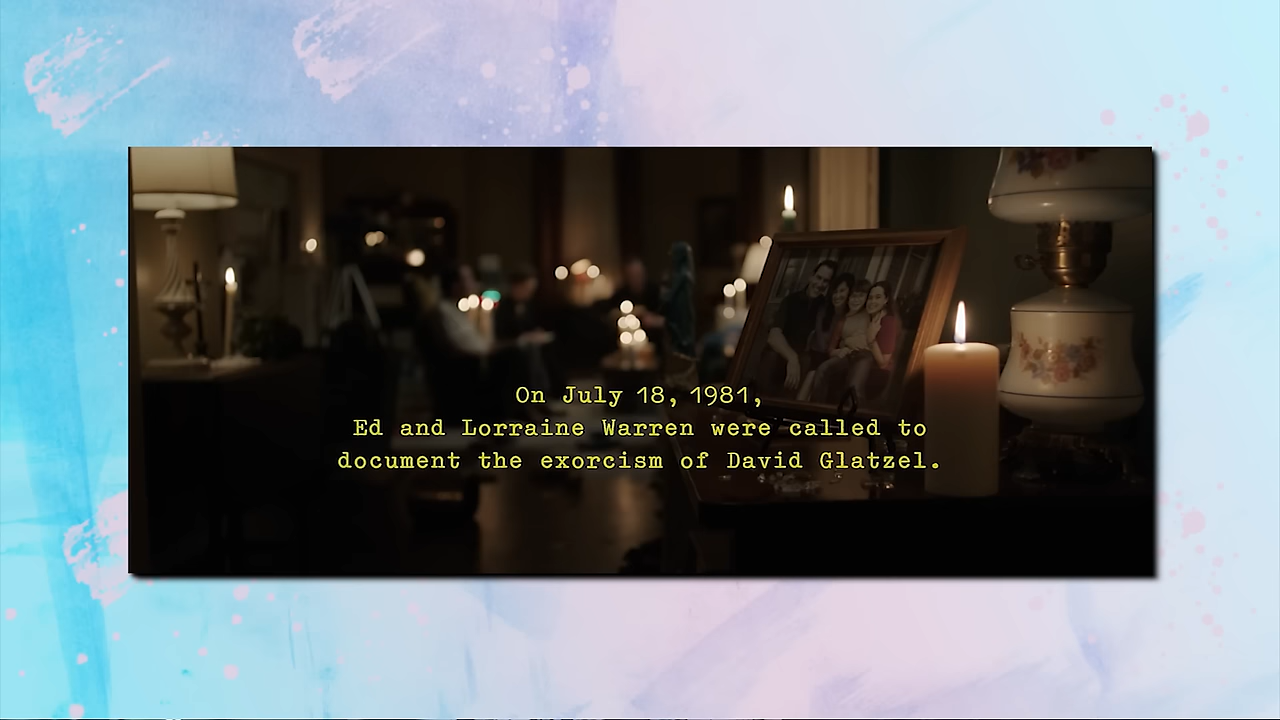 On July 18, 1981,
Ed and Lorraine Warren were called to
document the exorcism of David Glatzel.